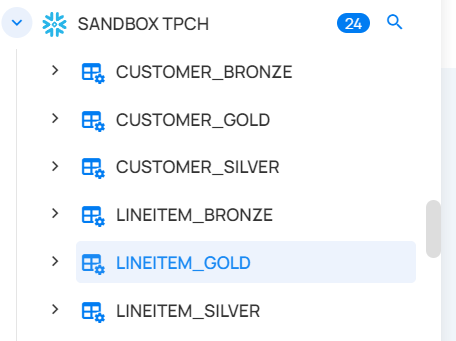 SANDBOX TPCH 24
CUSTOMER_BRONZE
CUSTOMER_GOLD
CUSTOMER_SILVER
LINEITEM_BRONZE
LINEITEM_GOLD
LINEITEM_SILVER